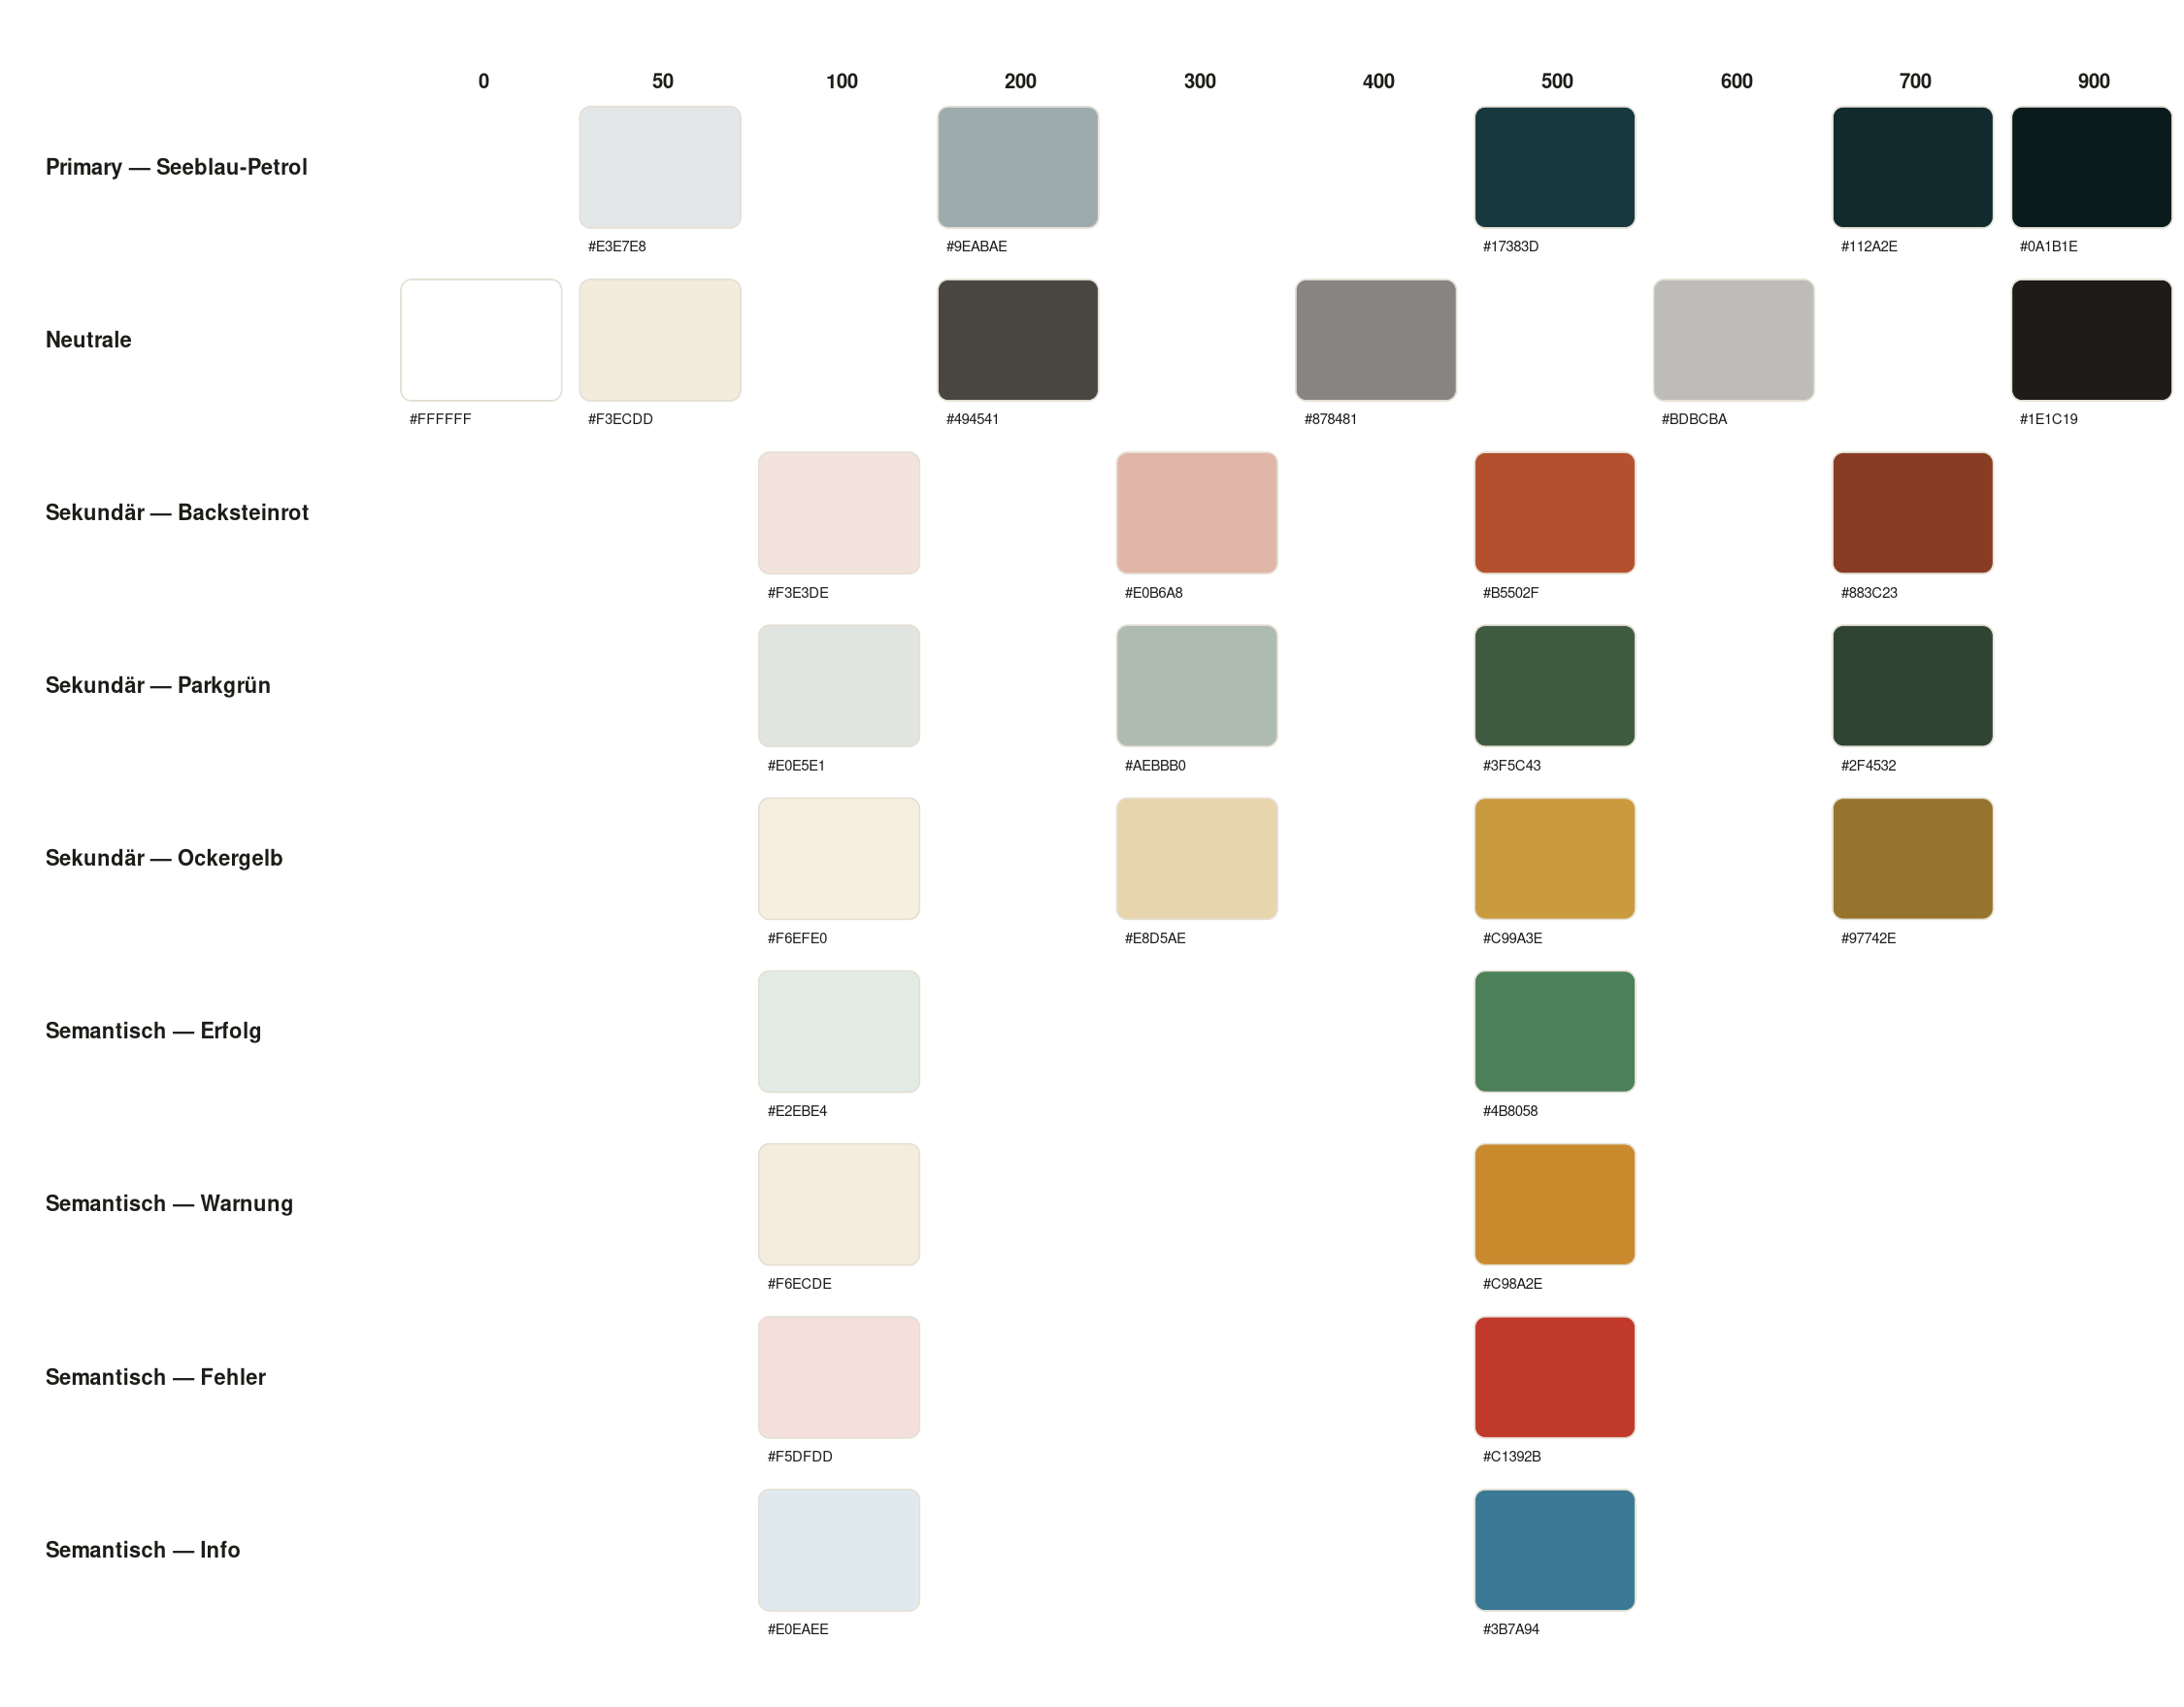 0 50 100 200 300 400 500 600 700 900
Primary — Seeblau-Petrol
#E3E7E8 #9EABAE #17383D #112A2E #0A1B1E
Neutrale
#FFFFFF #F3ECDD #494541 #878481 #BDBCBA #1E1C19
Sekundär — Backsteinrot
#F3E3DE #E0B6A8 #B5502F #883C23
Sekundär — Parkgrün
#E0E5E1 #AEBBB0 #3F5C43 #2F4532
Sekundär — Ockergelb
#F6EFE0 #E8D5AE #C99A3E #97742E
Semantisch — Erfolg
#E2EBE4 #4B8058
Semantisch — Warnung
#F6ECDE #C98A2E
Semantisch — Fehler
#F5DFDD #C1392B
Semantisch — Info
#E0EAEE #3B7A94